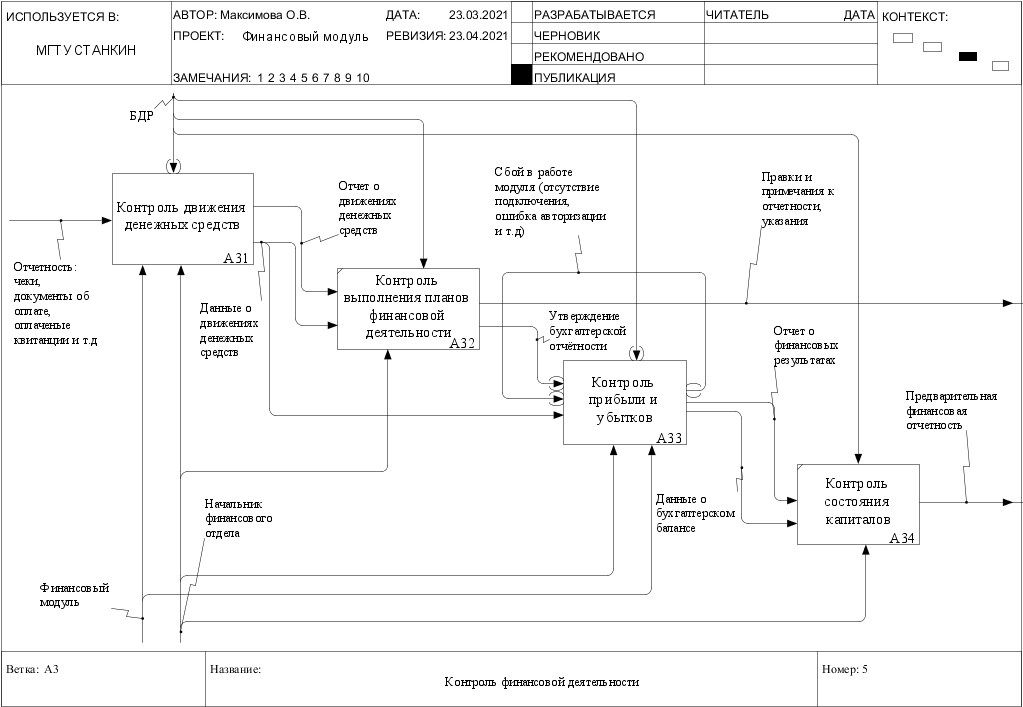 ИСПОЛЬЗУЕТСЯ В:
МГТУ СТАНКИН
АВТОР: Максимова О.В.
ДАТА: 23.03.2021
ПРОЕКТ: Финансовый модуль
РЕВИЗИЯ: 23.04.2021
ЗАМЕЧАНИЯ: 1 2 3 4 5 6 7 8 9 10
РАЗРАБАТЫВАЕТСЯ
ЧЕРНОВИК
РЕКОМЕНДОВАНО
ПУБЛИКАЦИЯ
ЧИТАТЕЛЬ
ДАТА
КОНТЕКСТ:
БДР
Контроль движения
денежных средств
А31
Отчетность:
чеки,
документы об
оплате,
оплаченые
квитанции и т.д
Отчет о
движениях
денежных
средств
Данные о
движениях
денежных
средств
Контроль
выполнения планов
финансовой
деятельности
А32
Сбой в работе
модуля (отсутствие
подключения,
ошибка авторизации
и т.д)
Правки и
примечания к
отчетности,
указания
Утверждение
бухгалтерской
отчётности
Контроль
прибыли и
убытков
А33
Отчет о
финансовых
результатах
Предварительная
финансовая
отчетность
Контроль
состояния
капиталов
А34
Данные о
бухгалтерском
балансе
Начальник
финансового
отдела
Финансовый
модуль
Ветка: А3
Название:
Контроль финансовой деятельности
Номер: 5